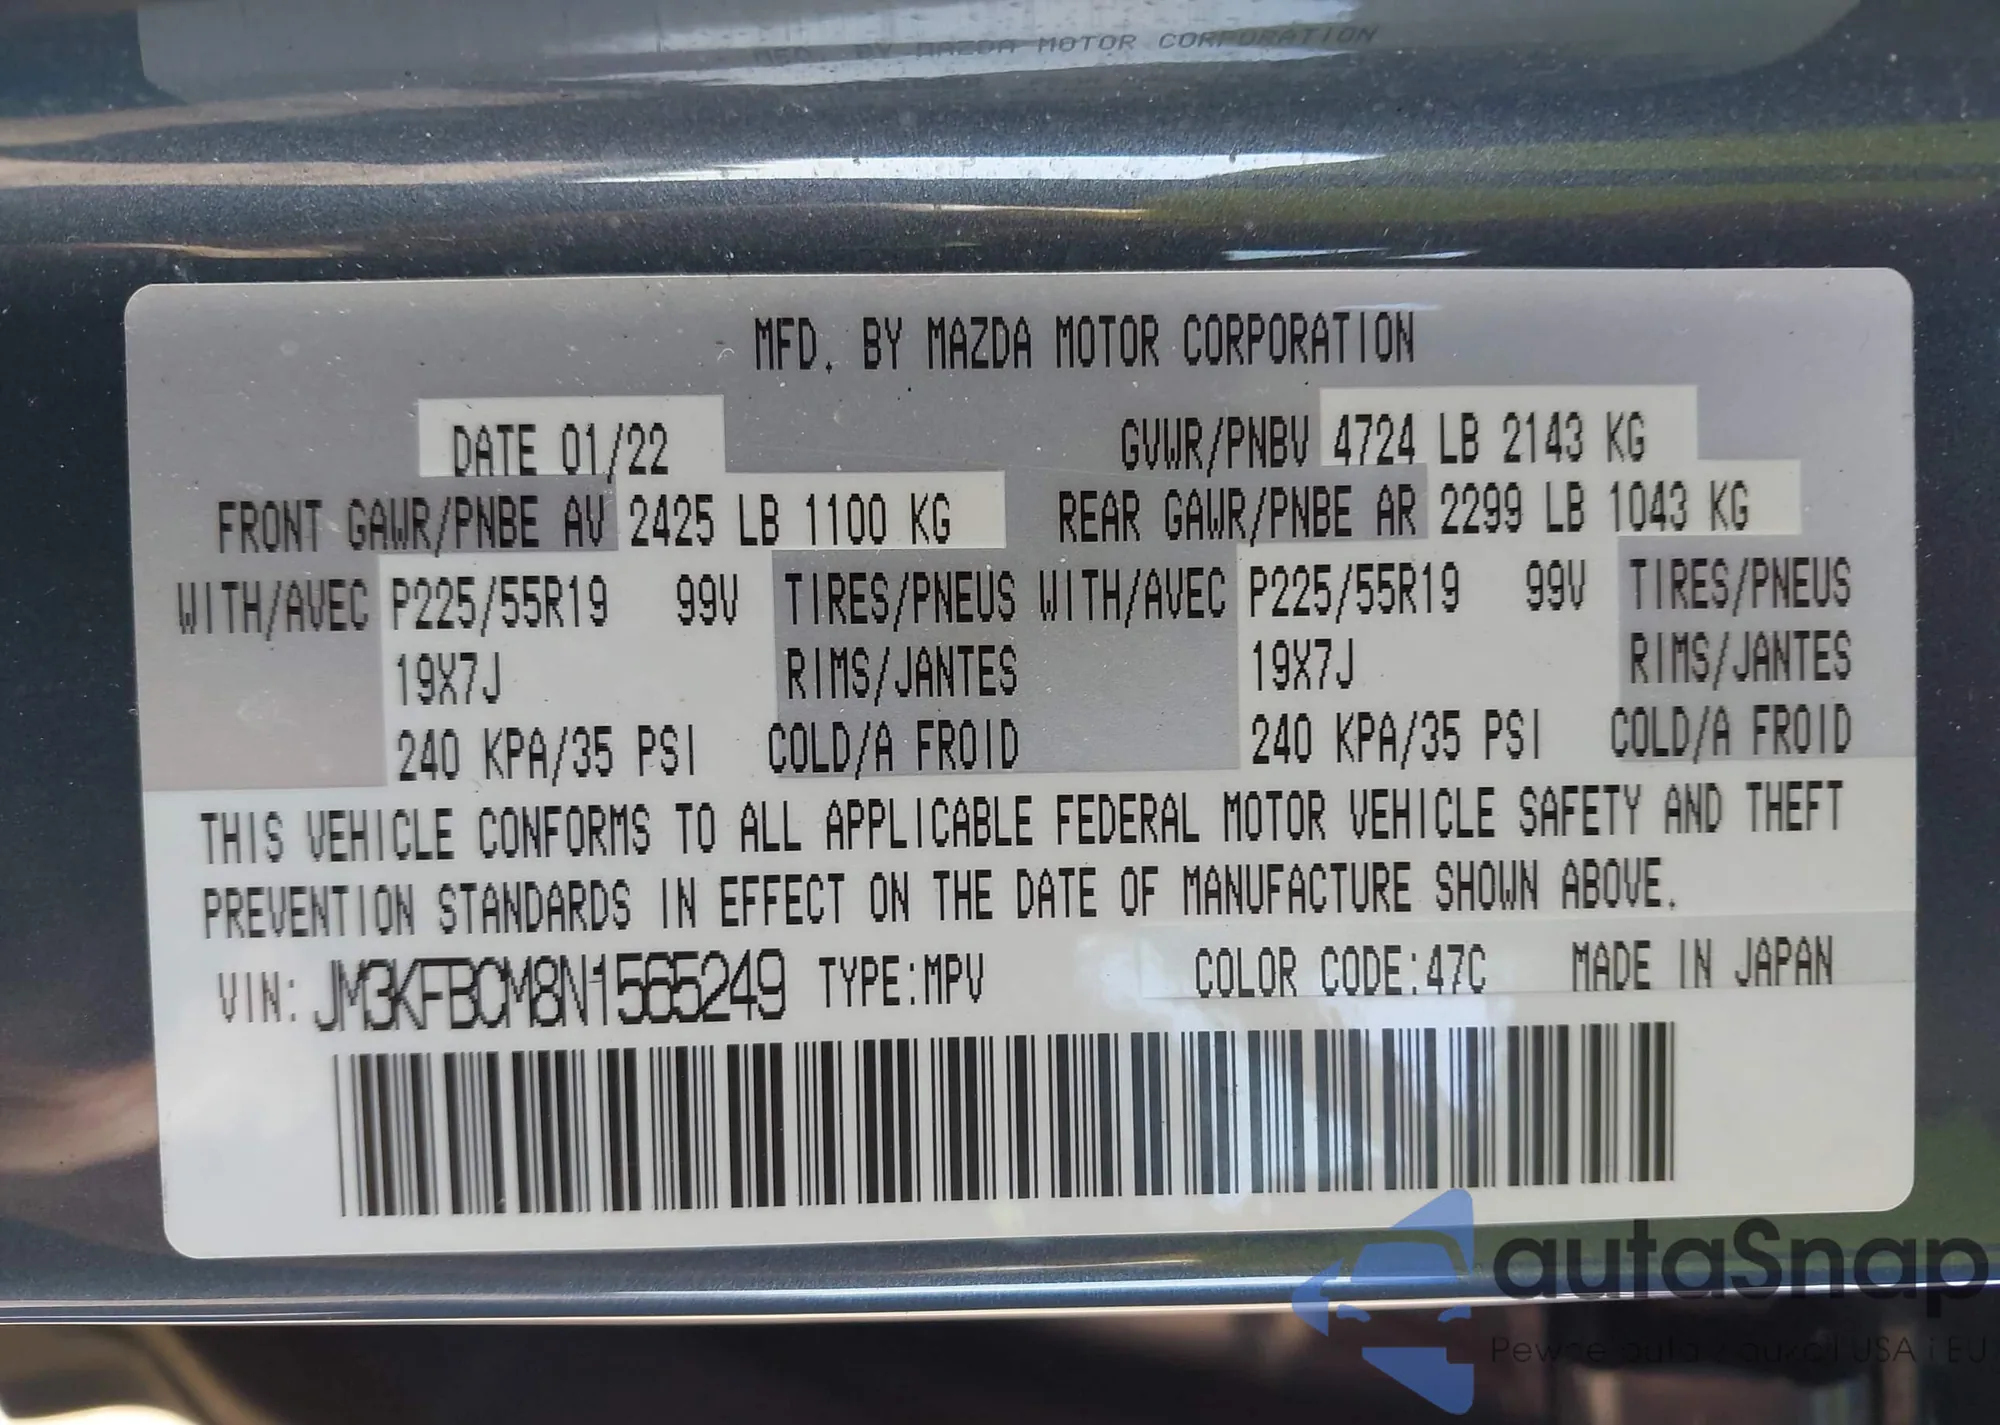 MFD. BY MAZDA MOTOR CORPORATION
MFD. BY MAZDA MOTOR CORPORATION
DATE 01/22 GVWR/PNBV 4724 LB 2143 KG
FRONT GAWR/PNBE AV 2425 LB 1100 KG REAR GAWR/PNBE AR 2299 LB 1043 KG
WITH/AVEC P225/55R19 99V TIRES/PNEUS WITH/AVEC P225/55R19 99V TIRES/PNEUS
19X7J RIMS/JANTES 19X7J RIMS/JANTES
240 KPA/35 PSI COLD/A FROID 240 KPA/35 PSI COLD/A FROID
THIS VEHICLE CONFORMS TO ALL APPLICABLE FEDERAL MOTOR VEHICLE SAFETY AND THEFT
PREVENTION STANDARDS IN EFFECT ON THE DATE OF MANUFACTURE SHOWN ABOVE.
VIN: JM3KFBCM8N1565249 TYPE:MPV COLOR CODE:47C MADE IN JAPAN
autaSnap
Pewne auta z aukcji USA i EU